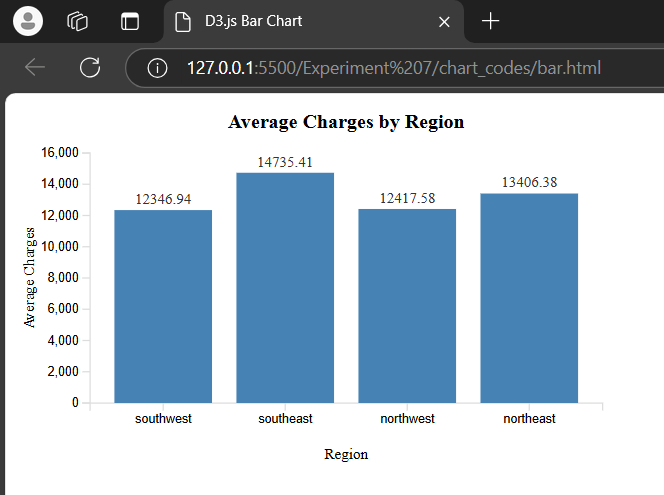 D3.js Bar Chart
127.0.0.1:5500/Experiment%207/chart_codes/bar.html
Average Charges by Region
16,000
14,000
12,000
10,000
8,000
6,000
4,000
2,000
0
Average Charges
12346.94
14735.41
12417.58
13406.38
southwest southeast northwest northeast
Region